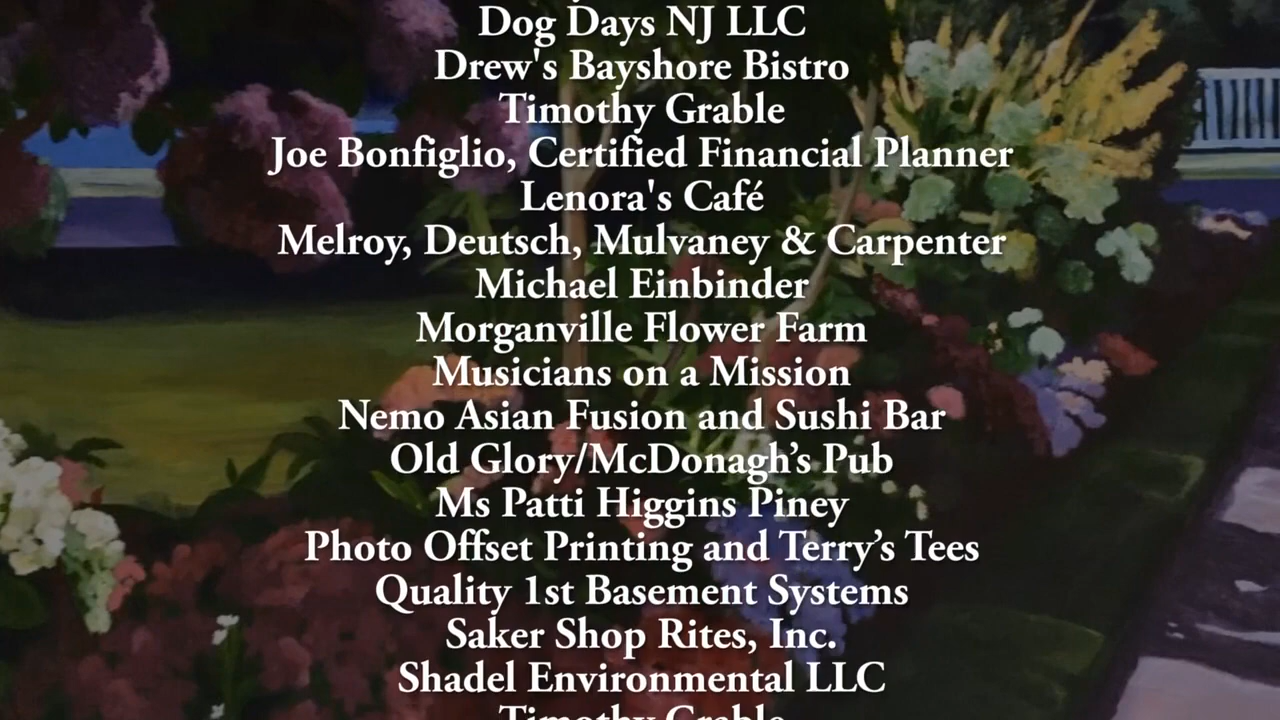 Dog Days NJ LLC
Drew's Bayshore Bistro
Timothy Grable
Joe Bonfiglio, Certified Financial Planner
Lenora's Café
Melroy, Deutsch, Mulvaney & Carpenter
Michael Einbinder
Morganville Flower Farm
Musicians on a Mission
Nemo Asian Fusion and Sushi Bar
Old Glory/McDonagh’s Pub
Ms Patti Higgins Piney
Photo Offset Printing and Terry’s Tees
Quality 1st Basement Systems
Saker Shop Rites, Inc.
Shadel Environmental LLC
Timothy Grable